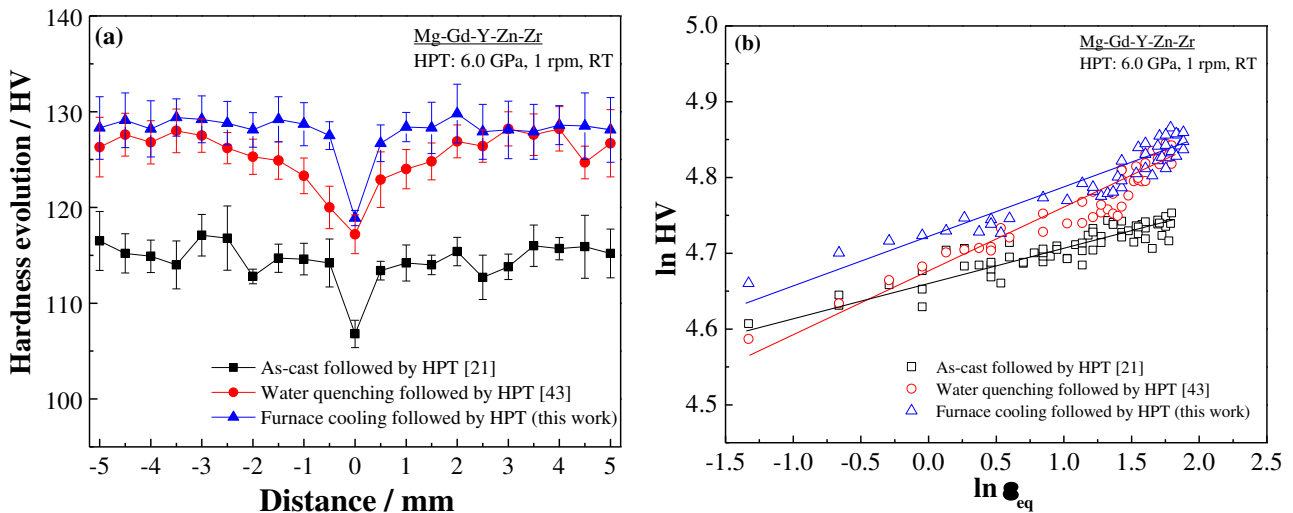 (a)
Mg-Gd-Y-Zn-Zr
HPT: 6.0 GPa, 1 rpm, RT
Hardness evolution / HV
140
130
120
110
100
As-cast followed by HPT [21]
Water quenching followed by HPT [43]
Furnace cooling followed by HPT (this work)
-5 -4 -3 -2 -1 0 1 2 3 4 5
Distance / mm
(b)
Mg-Gd-Y-Zn-Zr
HPT: 6.0 GPa, 1 rpm, RT
ln HV
5.0
4.9
4.8
4.7
4.6
4.5
As-cast followed by HPT [21]
Water quenching followed by HPT [43]
Furnace cooling followed by HPT (this work)
-1.5 -1.0 -0.5 0.0 0.5 1.0 1.5 2.0 2.5
ln ε_eq